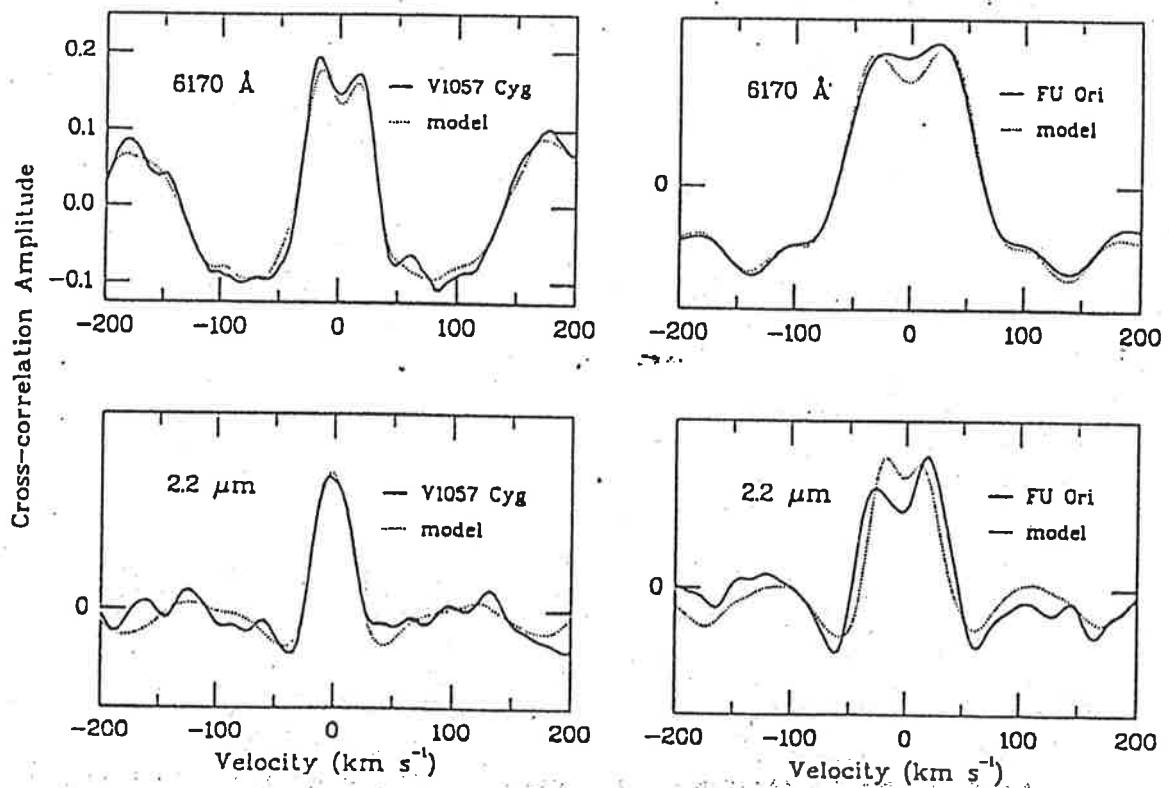 0.2
0.1
0.0
-0.1
6170 Å
V1057 Cyg
model
-200 -100 0 100 200
6170 Å
FU Ori
model
0
-200 -100 0 100 200
Cross-correlation Amplitude
2.2 μm
V1057 Cyg
model
0
-200 -100 0 100 200
Velocity (km s⁻¹)
2.2 μm
FU Ori
model
0
-200 -100 0 100 200
Velocity (km s⁻¹)